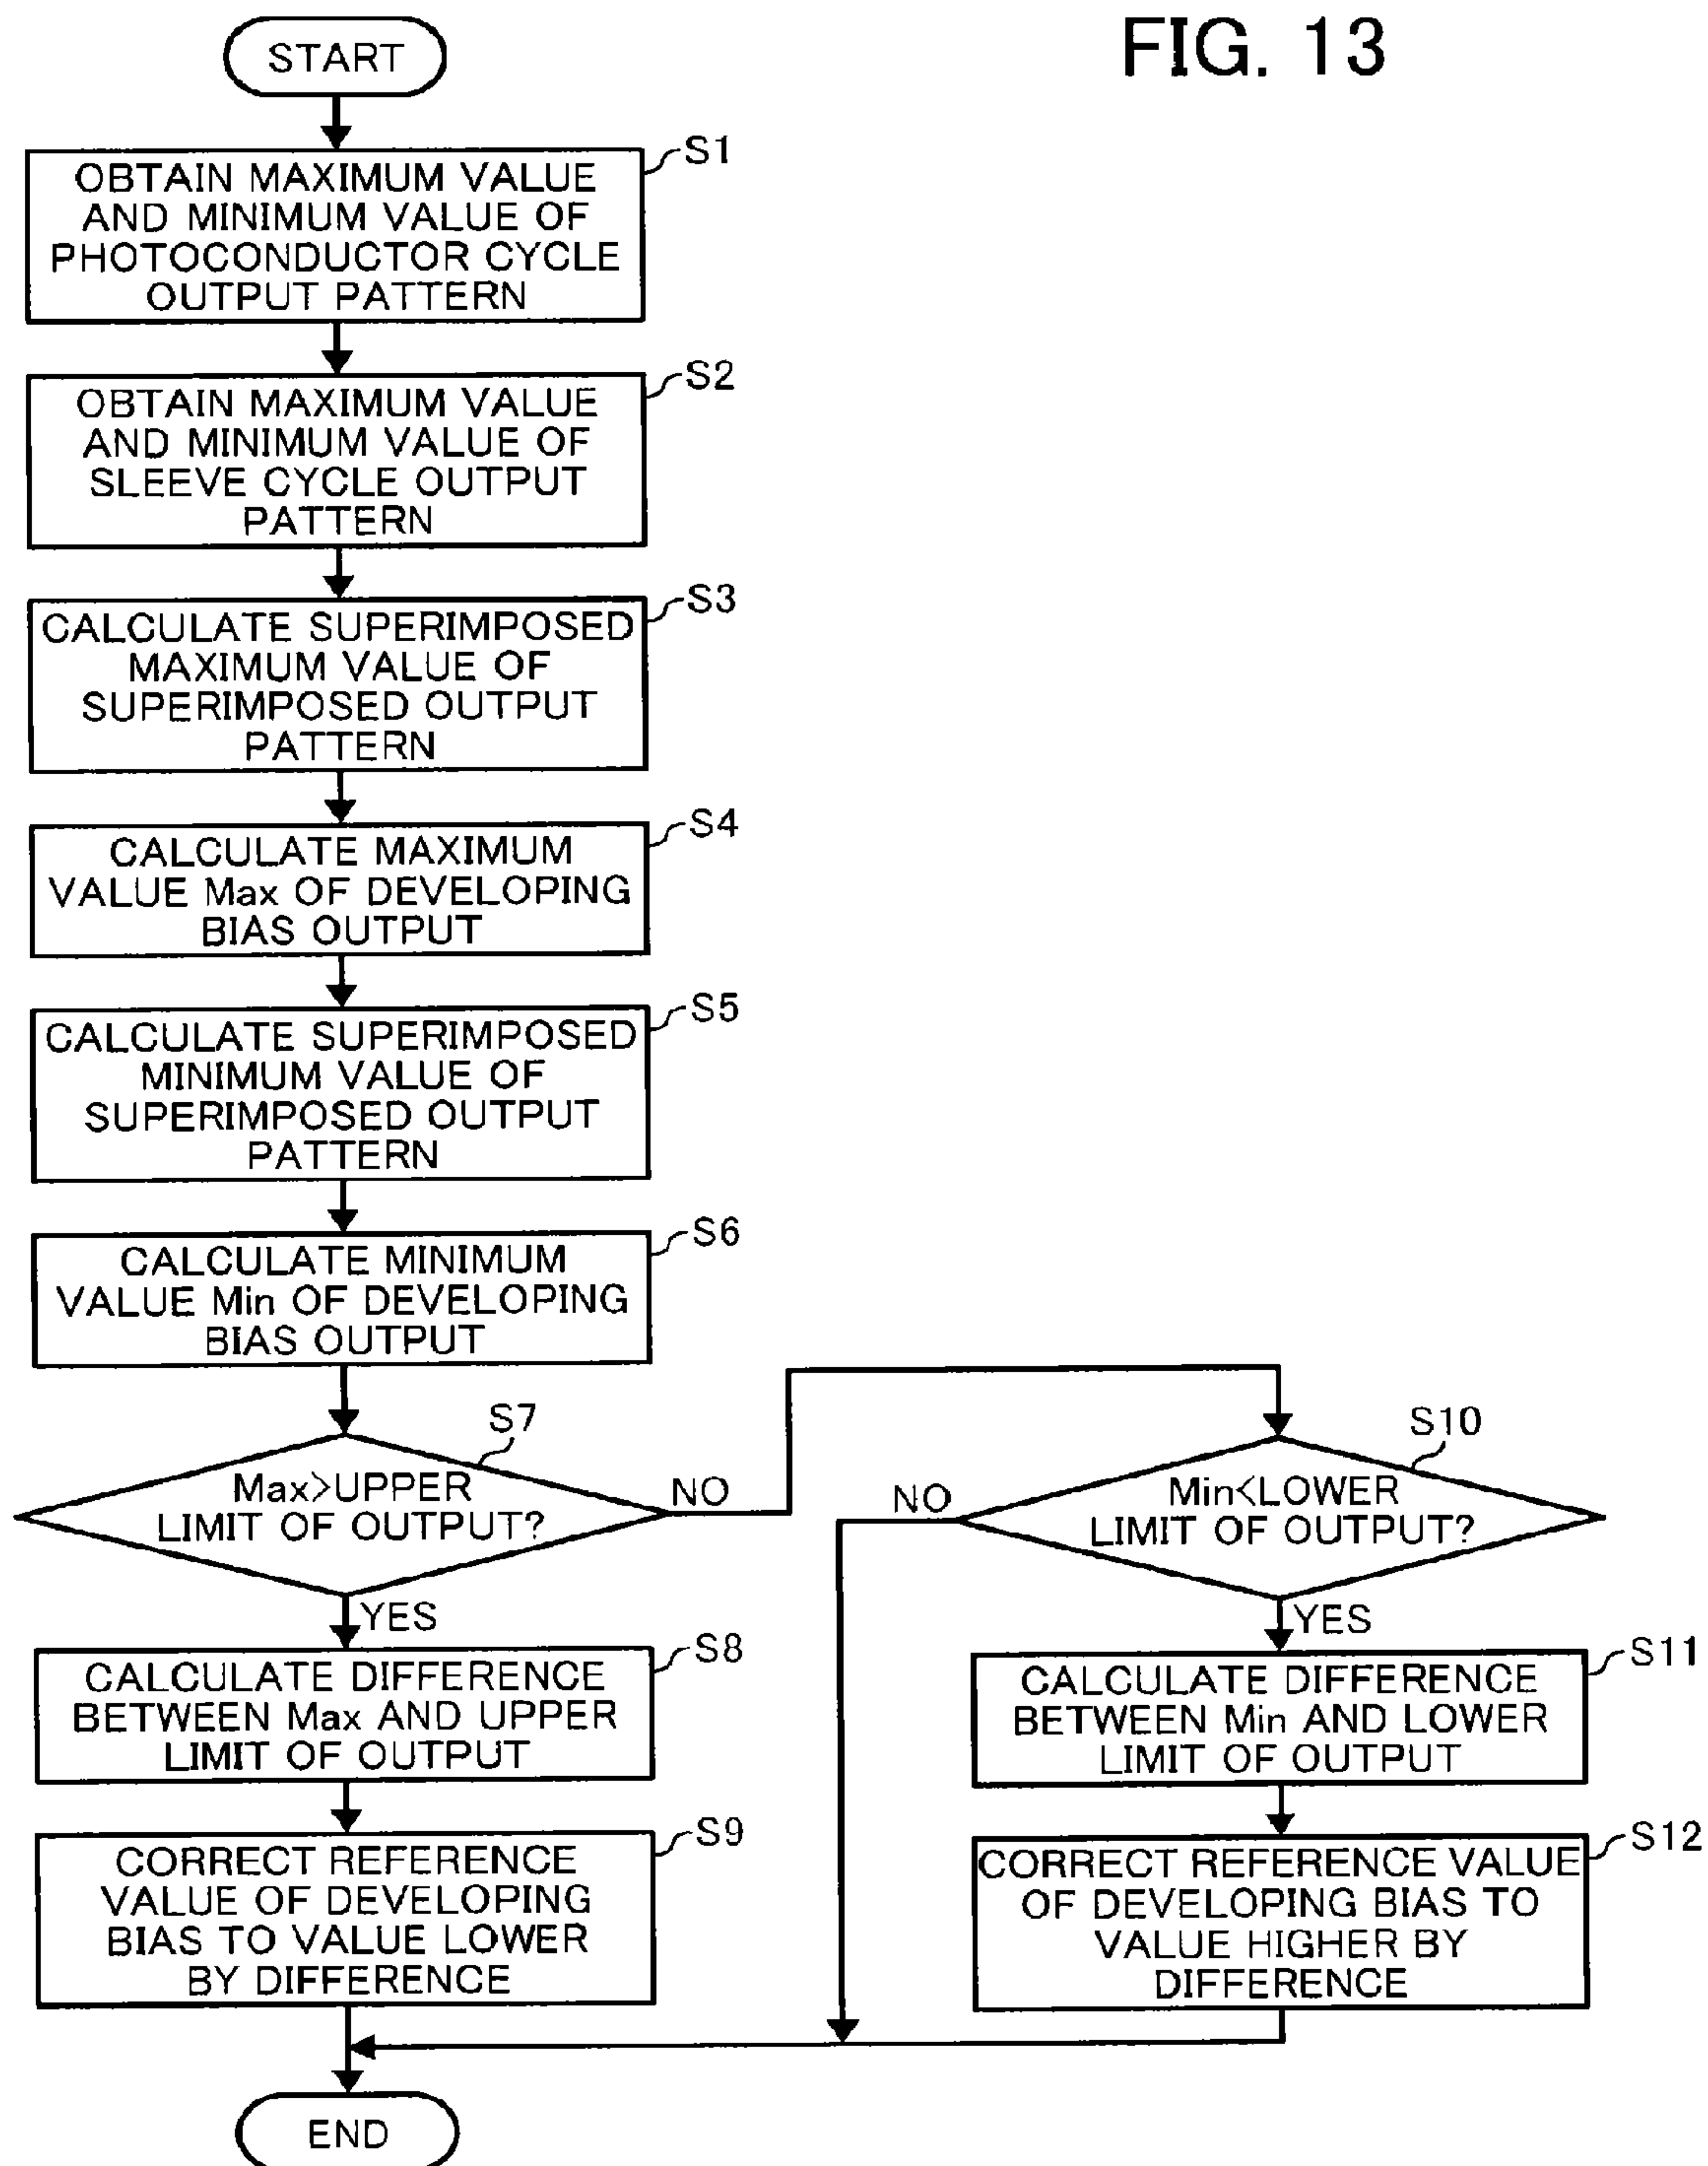 FIG. 13
START
S1
OBTAIN MAXIMUM VALUE
AND MINIMUM VALUE OF
PHOTOCONDUCTOR CYCLE
OUTPUT PATTERN
S2
OBTAIN MAXIMUM VALUE
AND MINIMUM VALUE OF
SLEEVE CYCLE OUTPUT
PATTERN
S3
CALCULATE SUPERIMPOSED
MAXIMUM VALUE OF
SUPERIMPOSED OUTPUT
PATTERN
S4
CALCULATE MAXIMUM
VALUE Max OF DEVELOPING
BIAS OUTPUT
S5
CALCULATE SUPERIMPOSED
MINIMUM VALUE OF
SUPERIMPOSED OUTPUT
PATTERN
S6
CALCULATE MINIMUM
VALUE Min OF DEVELOPING
BIAS OUTPUT
S7
Max>UPPER
LIMIT OF OUTPUT?
NO
YES
S8
CALCULATE DIFFERENCE
BETWEEN Max AND UPPER
LIMIT OF OUTPUT
S9
CORRECT REFERENCE
VALUE OF DEVELOPING
BIAS TO VALUE LOWER
BY DIFFERENCE
S10
Min<LOWER
LIMIT OF OUTPUT?
NO
YES
S11
CALCULATE DIFFERENCE
BETWEEN Min AND LOWER
LIMIT OF OUTPUT
S12
CORRECT REFERENCE VALUE
OF DEVELOPING BIAS TO
VALUE HIGHER BY
DIFFERENCE
END